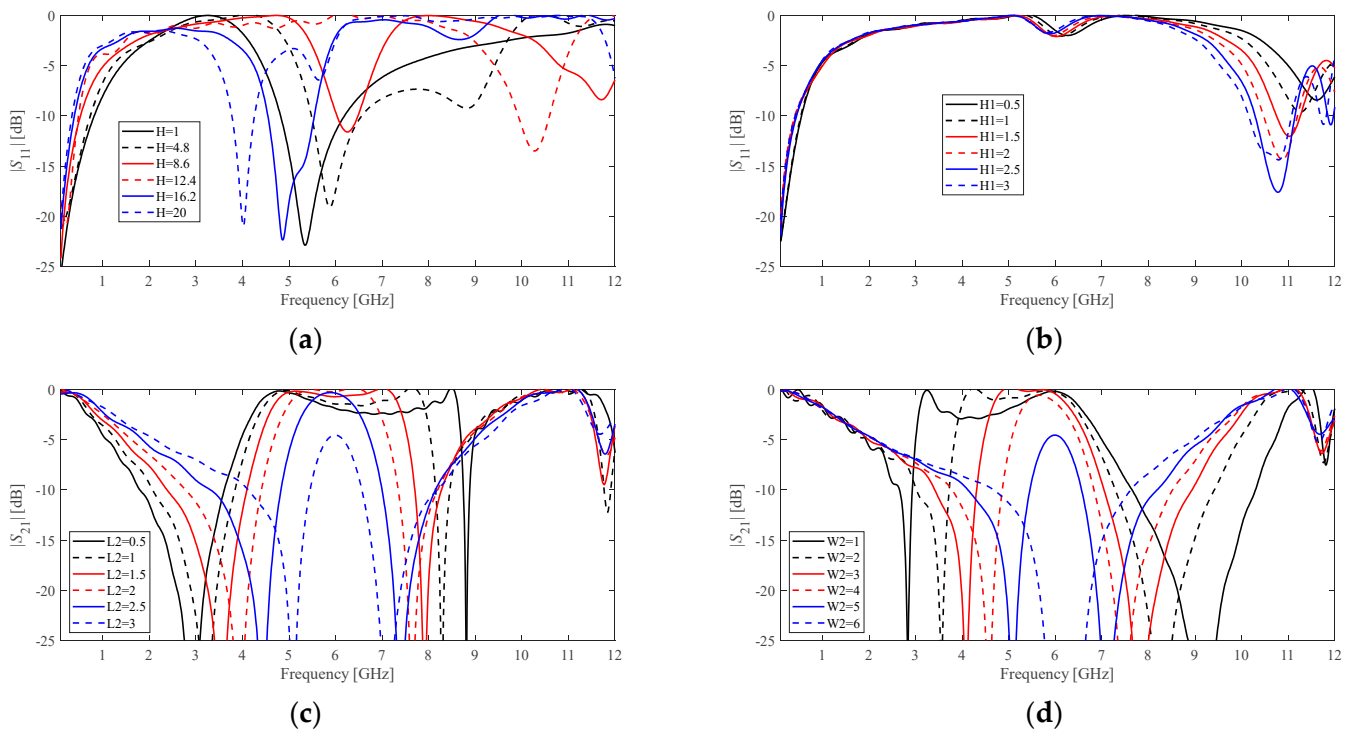 0
-5
-10
-15
-20
-25
|S11| [dB]
H=1
H=4.8
H=8.6
H=12.4
H=16.2
H=20
1 2 3 4 5 6 7 8 9 10 11 12
Frequency [GHz]
(a)
0
-5
-10
-15
-20
-25
|S11| [dB]
H1=0.5
H1=1
H1=1.5
H1=2
H1=2.5
H1=3
1 2 3 4 5 6 7 8 9 10 11 12
Frequency [GHz]
(b)
0
-5
-10
-15
-20
-25
|S21| [dB]
L2=0.5
L2=1
L2=1.5
L2=2
L2=2.5
L2=3
1 2 3 4 5 6 7 8 9 10 11 12
Frequency [GHz]
(c)
0
-5
-10
-15
-20
-25
|S21| [dB]
W2=1
W2=2
W2=3
W2=4
W2=5
W2=6
1 2 3 4 5 6 7 8 9 10 11 12
Frequency [GHz]
(d)